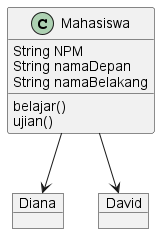 C Mahasiswa
String NPM
String namaDepan
String namaBelakang
belajar()
ujian()
Diana
David